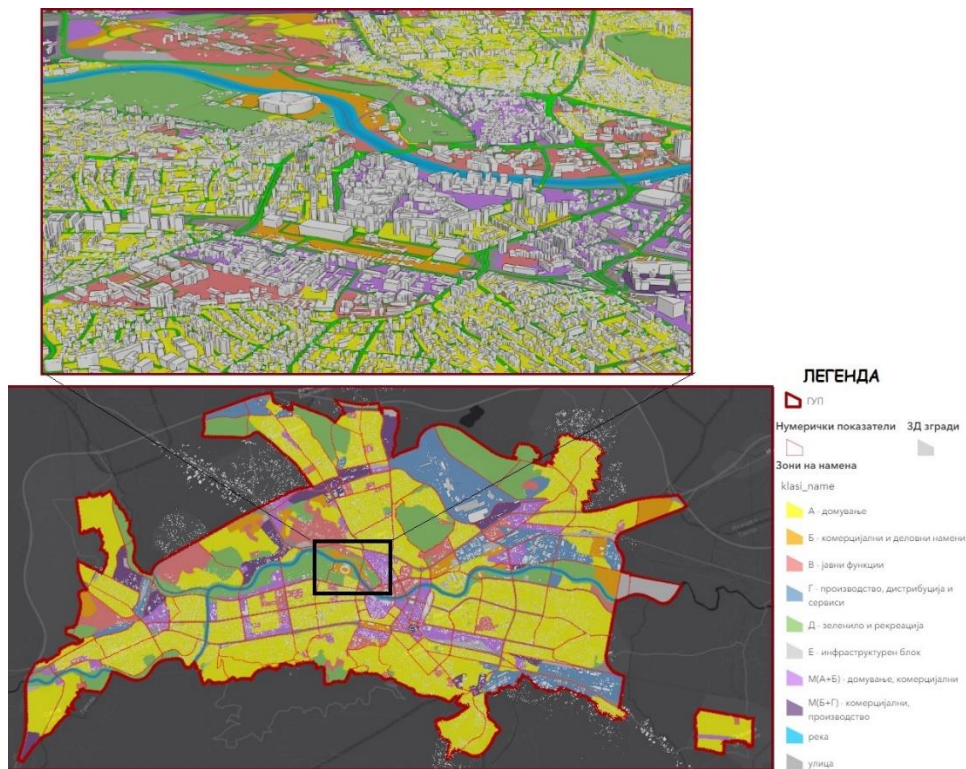 ЛЕГЕНДА
ГУП
Нумерички показатели
3Д згради
Зони на намена
klasi_name
А - домување
Б - комерцијални и деловни намени
В - јавни функции
Г - производство, дистрибуција и
сервиси
Д - зеленило и рекреација
Е - инфраструктурен блок
М(А+Б) - домување, комерцијални
М(Б+Г) - комерцијални,
производство
река
улица